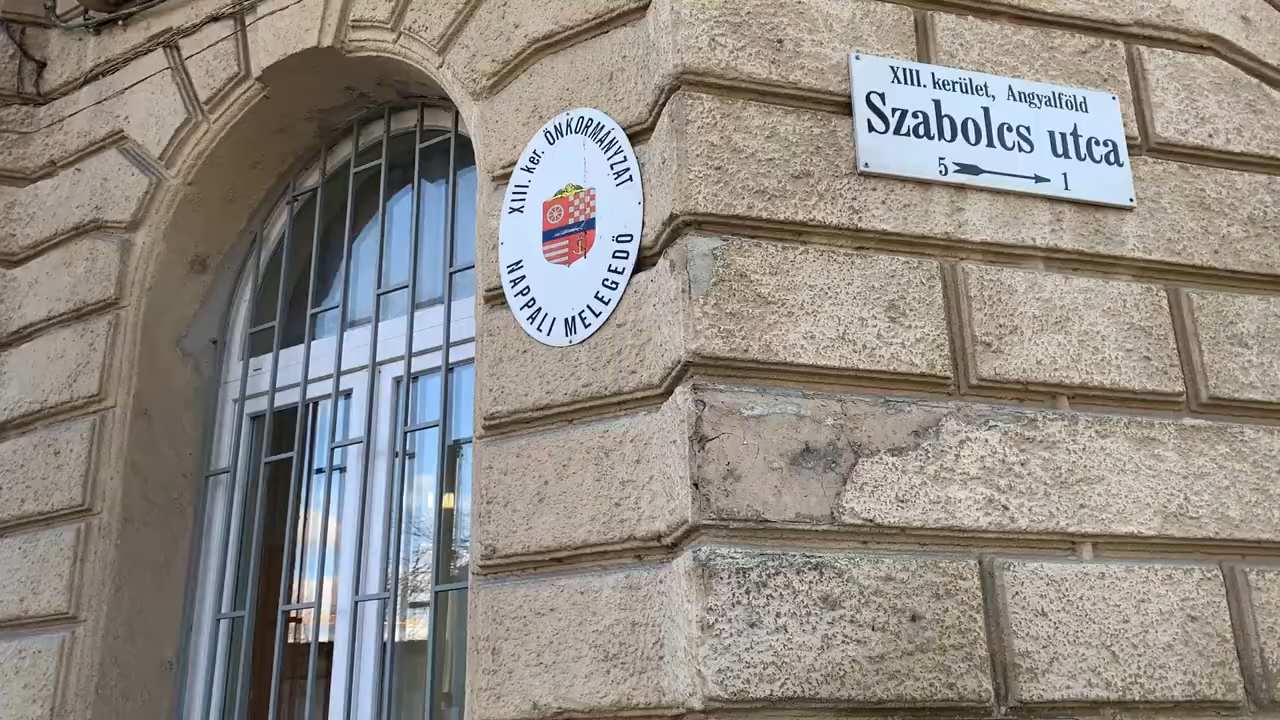 XIII. ker. ÖNKORMÁNYZAT
NAPPALI MELEGEDŐ
XIII. kerület, Angyalföld
Szabolcs utca
5 1